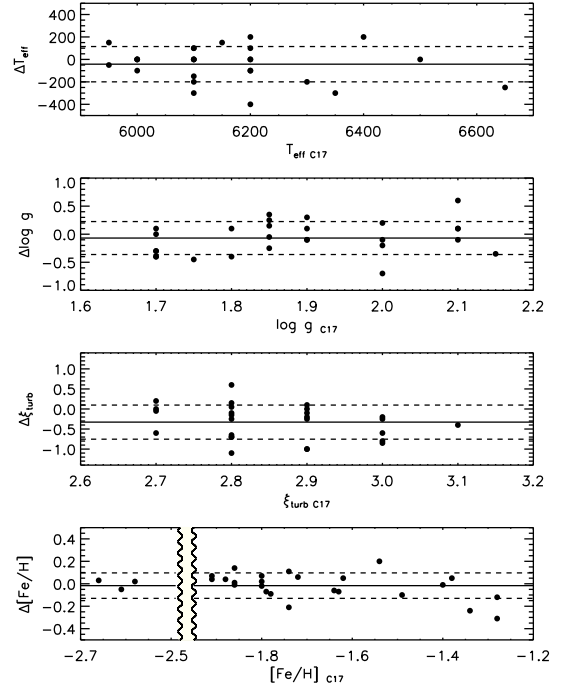 400
200
0
−200
−400
ΔTeff
6000 6200 6400 6600
Teff C17
1.0
0.5
0.0
−0.5
−1.0
Δlog g
1.6 1.7 1.8 1.9 2.0 2.1 2.2
log g C17
1.0
0.5
0.0
−0.5
−1.0
Δξturb
2.6 2.7 2.8 2.9 3.0 3.1 3.2
ξturb C17
0.4
0.2
0.0
−0.2
−0.4
Δ[Fe/H]
−2.7 −2.5 −1.8 −1.6 −1.4 −1.2
[Fe/H] C17